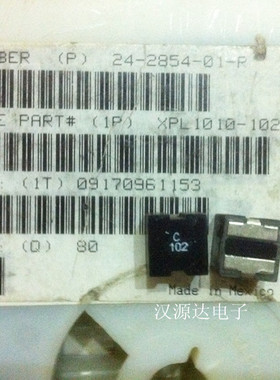 BER (P) 24-2854-01-P
E PART# (1P) XPL1010-102
: (1T) 09170961153
(D) 80
C
102
Made in Mexico
汉源达电子